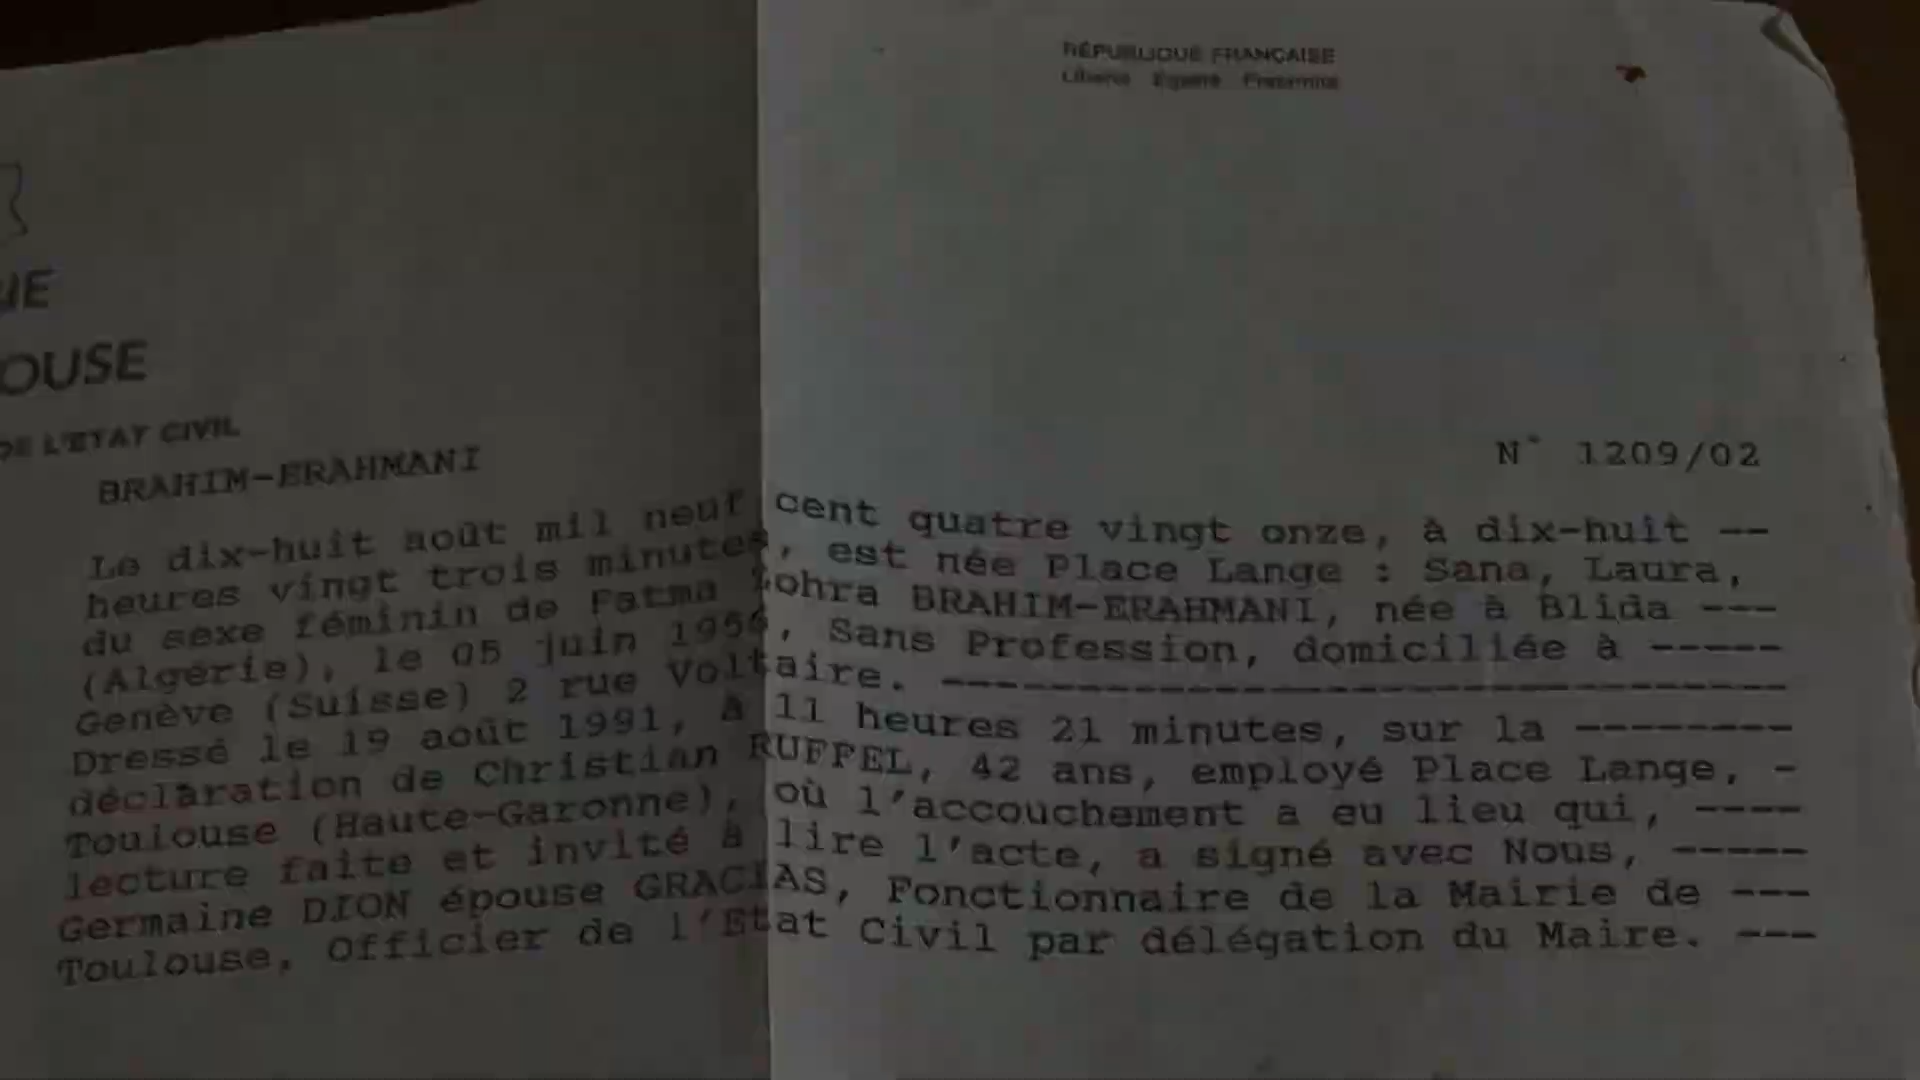 RÉPUBLIQUE FRANÇAISE
Liberté Egalité Fraternité
UE
OUSE
DE L'ETAT CIVIL
BRAHIM-ERAHMANI
N° 1209/02
Le dix-huit août mil neuf cent quatre vingt onze, à dix-huit --
heures vingt trois minutes, est née Place Lange : Sana, Laura,
du sexe féminin de Fatma Zohra BRAHIM-ERAHMANI, née à Blida ---
(Algérie), le 05 juin 1956, Sans Profession, domiciliée à -----
Genève (Suisse) 2 rue Voltaire. --------------------------------
Dressé le 19 août 1991, à 11 heures 21 minutes, sur la --------
déclaration de Christian RUFFEL, 42 ans, employé Place Lange, -
Toulouse (Haute-Garonne), où l'accouchement a eu lieu qui, ----
lecture faite et invité à lire l'acte, a signé avec Nous, -----
Germaine DION épouse GRACIAS, Fonctionnaire de la Mairie de ---
Toulouse, Officier de l'Etat Civil par délégation du Maire. ---